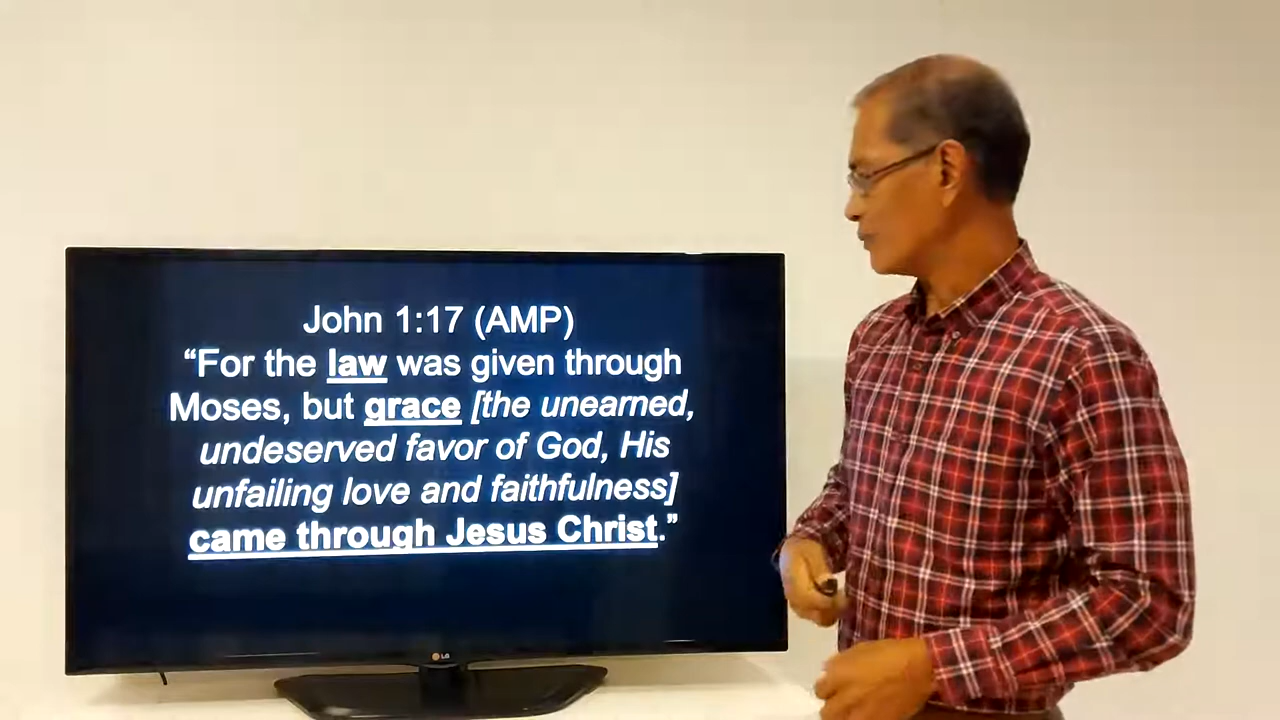 John 1:17 (AMP)
“For the law was given through
Moses, but grace [the unearned,
undeserved favor of God, His
unfailing love and faithfulness]
came through Jesus Christ.”
LG